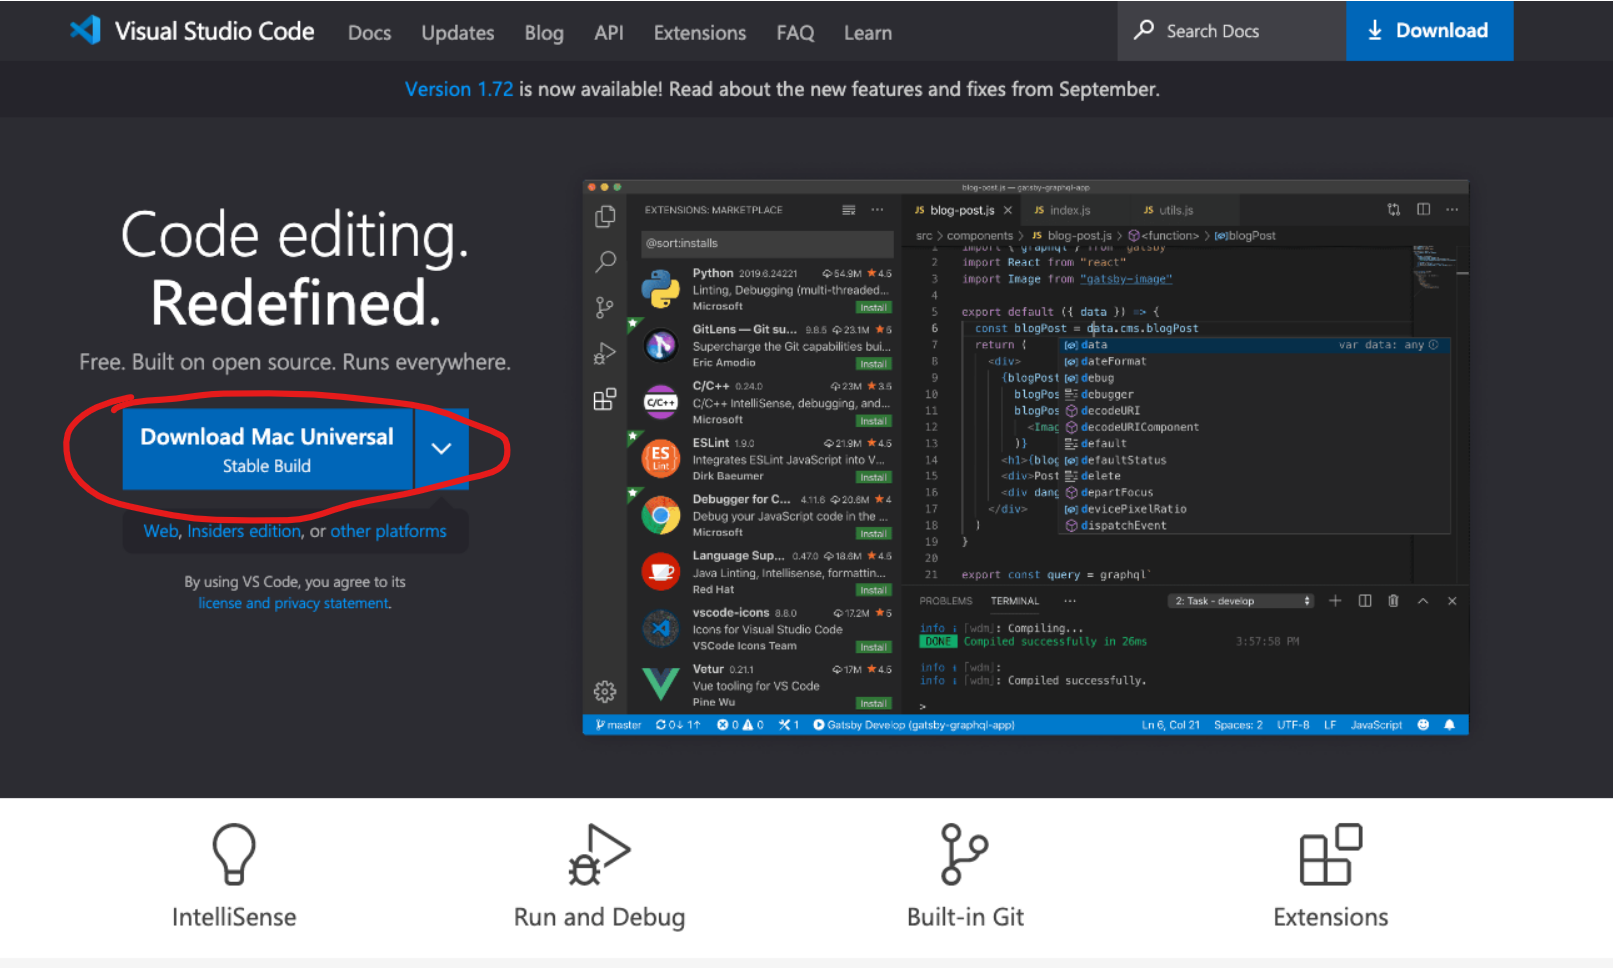 Visual Studio Code Docs Updates Blog API Extensions FAQ Learn Search Docs Download
Version 1.72 is now available! Read about the new features and fixes from September.
Code editing.
Redefined.
Free. Built on open source. Runs everywhere.
Download Mac Universal
Stable Build
Web, Insiders edition, or other platforms
By using VS Code, you agree to its
license and privacy statement.
blog-post.js — gatsby-graphql-app
EXTENSIONS: MARKETPLACE
@sort:installs
Python 2019.6.24221 54.9M ★4.5
Linting, Debugging (multi-threaded...
Microsoft Install
GitLens — Git su... 9.8.5 23.1M ★5
Supercharge the Git capabilities bui...
Eric Amodio Install
C/C++ 0.24.0 23M ★3.5
C/C++ IntelliSense, debugging, and...
Microsoft Install
ESLint 1.9.0 21.9M ★4.5
Integrates ESLint JavaScript into V...
Dirk Baeumer Install
Debugger for C... 4.11.6 20.6M ★4
Debug your JavaScript code in the ...
Microsoft Install
Language Sup... 0.47.0 18.6M ★4.5
Java Linting, Intellisense, formattin...
Red Hat Install
vscode-icons 8.8.0 17.2M ★5
Icons for Visual Studio Code
VSCode Icons Team Install
Vetur 0.21.1 17M ★4.5
Vue tooling for VS Code
Pine Wu Install
C/C++
ES
Lint
JS blog-post.js JS index.js JS utils.js
src > components > JS blog-post.js > <function> > blogPost
import { graphql } from "gatsby"
2 import React from "react"
3 import Image from "gatsby-image"
4
5 export default ({ data }) => {
6 const blogPost = data.cms.blogPost
7 return (
8 <div>
9 {blogPost
10 blogPos
11 blogPos
12 <Imag
13 )}
14 <h1>{blog
15 <div>Post
16 <div dang
17 </div>
18 )
19 }
20
21 export const query = graphql`
data var data: any
dateFormat
debug
debugger
decodeURI
decodeURIComponent
default
defaultStatus
delete
departFocus
devicePixelRatio
dispatchEvent
PROBLEMS TERMINAL ... 2: Task - develop
info [wdm]: Compiling...
DONE Compiled successfully in 26ms 3:57:58 PM
info [wdm]:
info [wdm]: Compiled successfully.
>
master 0↓ 1↑ 0 0 1 Gatsby Develop (gatsby-graphql-app) Ln 6, Col 21 Spaces: 2 UTF-8 LF JavaScript
IntelliSense Run and Debug Built-in Git Extensions